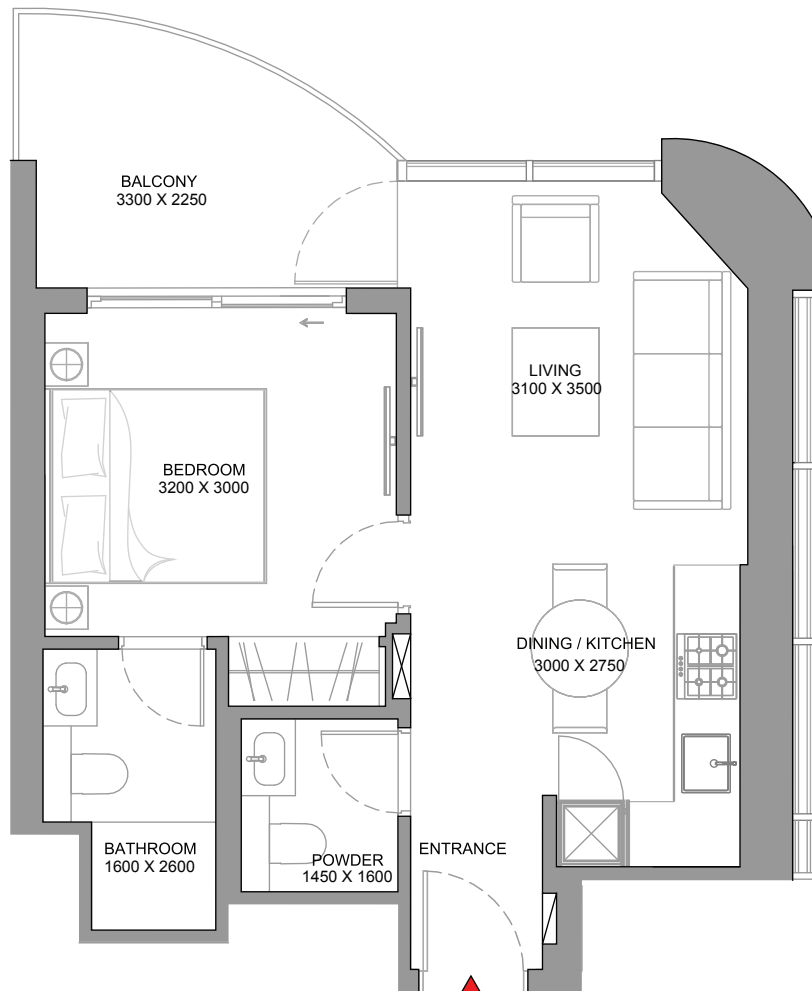 BALCONY
3300 X 2250
LIVING
3100 X 3500
BEDROOM
3200 X 3000
DINING / KITCHEN
3000 X 2750
BATHROOM
1600 X 2600
POWDER
1450 X 1600
ENTRANCE